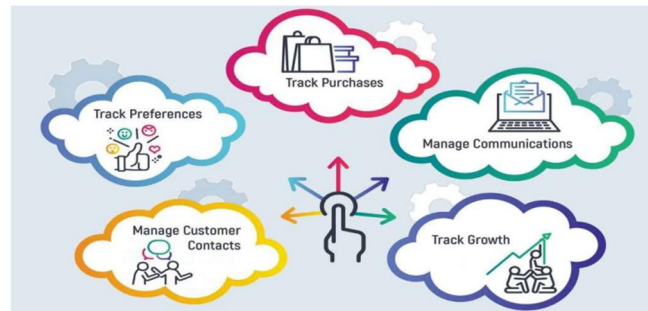 Track Purchases
Track Preferences
Manage Communications
Manage Customer
Contacts
Track Growth